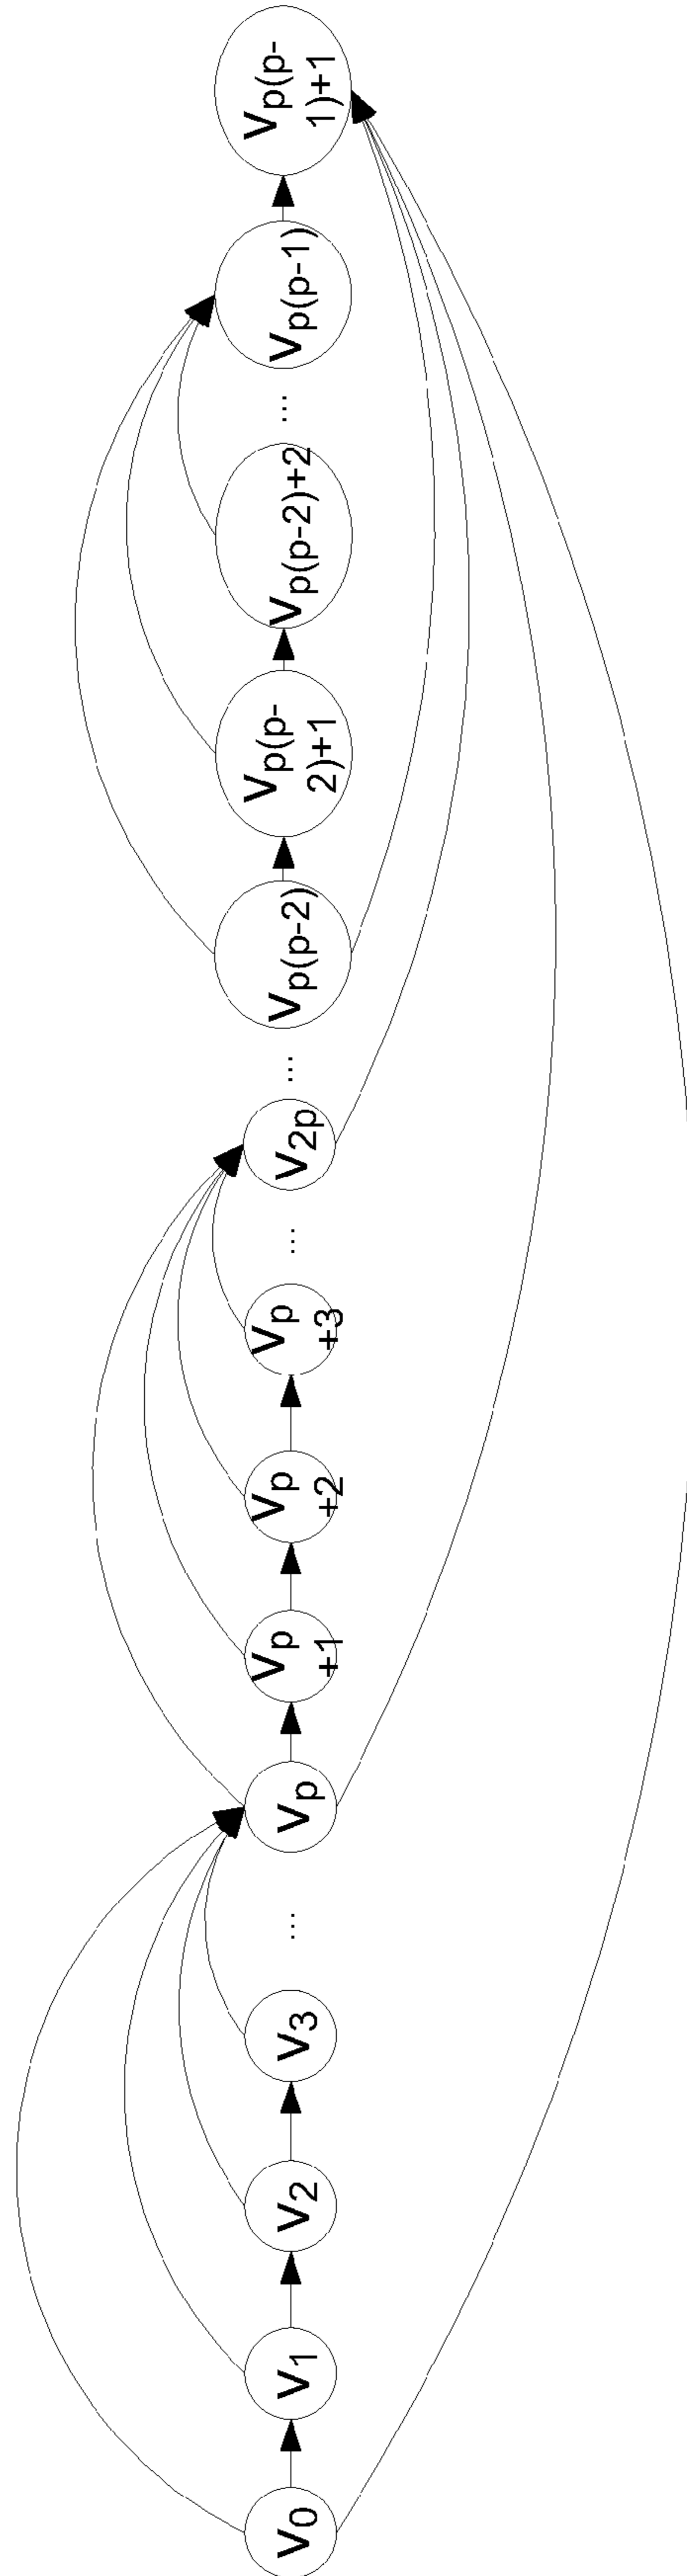 v0
v1
v2
v3
...
vp
vp
+1
vp
+2
vp
+3
...
v2p
...
vp(p-2)
vp(p-
2)+1
vp(p-2)+2
...
vp(p-1)
vp(p-
1)+1